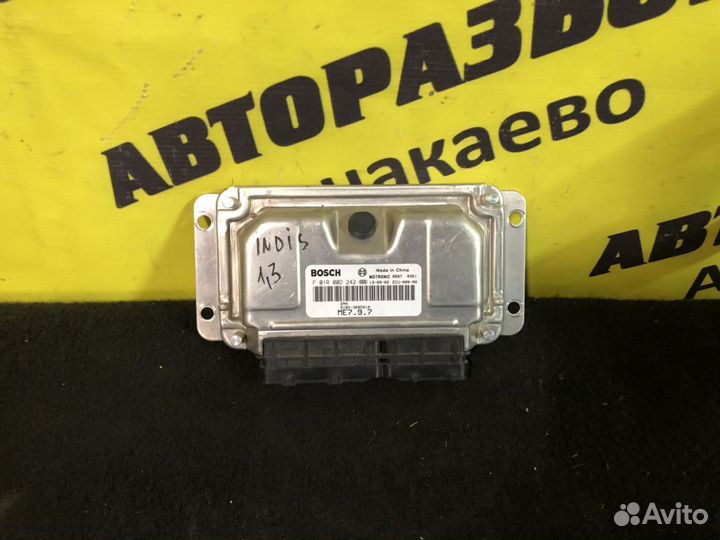 АВТОРАЗБО
накаево
АВТ
INDIS
1,3
BOSCH
Made in China
MOTRONIC
F 01R 00D 242
ME7.9.7
Avito